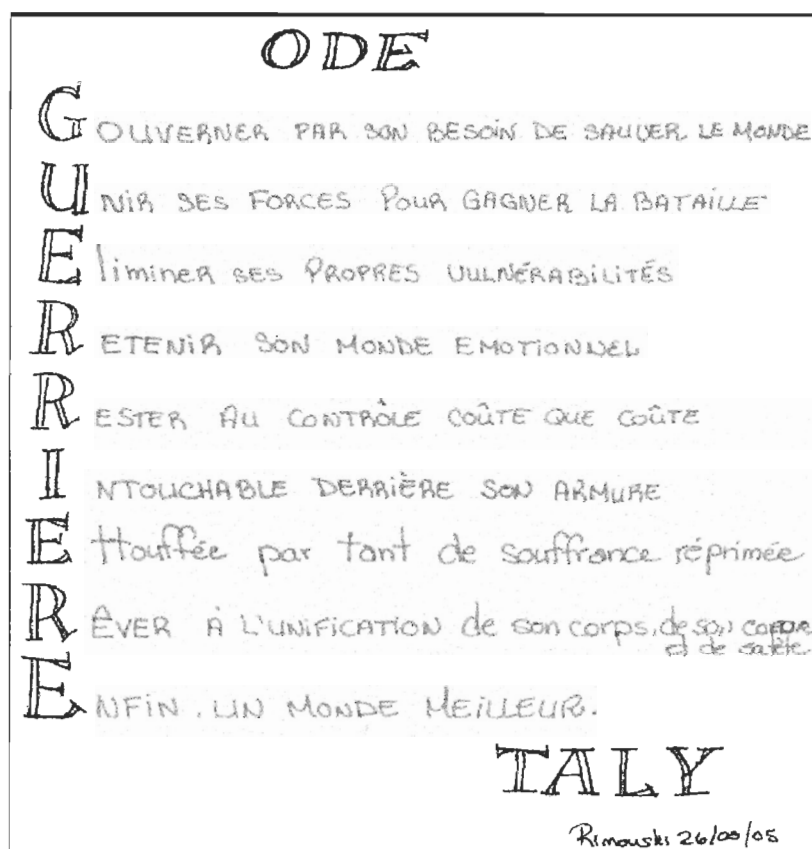 ODE
GOUVERNER PAR SON BESOIN DE SAUVER LE MONDE
UNIR SES FORCES POUR GAGNER LA BATAILLE
Eliminer ses PROPRES VULNÉRABILITÉS
RETENIR SON MONDE EMOTIONNEL
RESTER AU CONTRÔLE COÛTE QUE COÛTE
INTOUCHABLE DERRIÈRE SON ARMURE
Etouffée par tant de souffrance réprimée
RÊVER À L'UNIFICATION de son corps, de son coeur
et de sa tête
ENFIN, UN MONDE MEILLEUR.
TALY
Rimouski